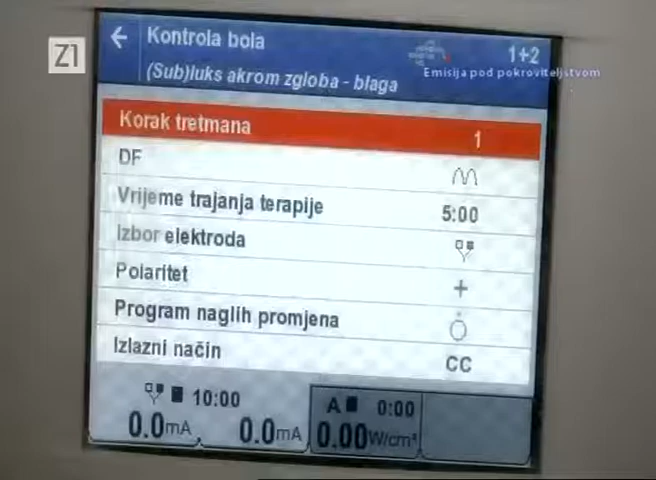 Z1
Kontrola bola 1+2
(Sub)luks akrom zgloba - blaga
Emisija pod pokroviteljstvom
Korak tretmana 1
DF
Vrijeme trajanja terapije 5:00
Izbor elektroda
Polaritet +
Program naglih promjena
Izlazni način CC
10:00
0.0mA 0.0mA
A 0:00
0.00W/cm²